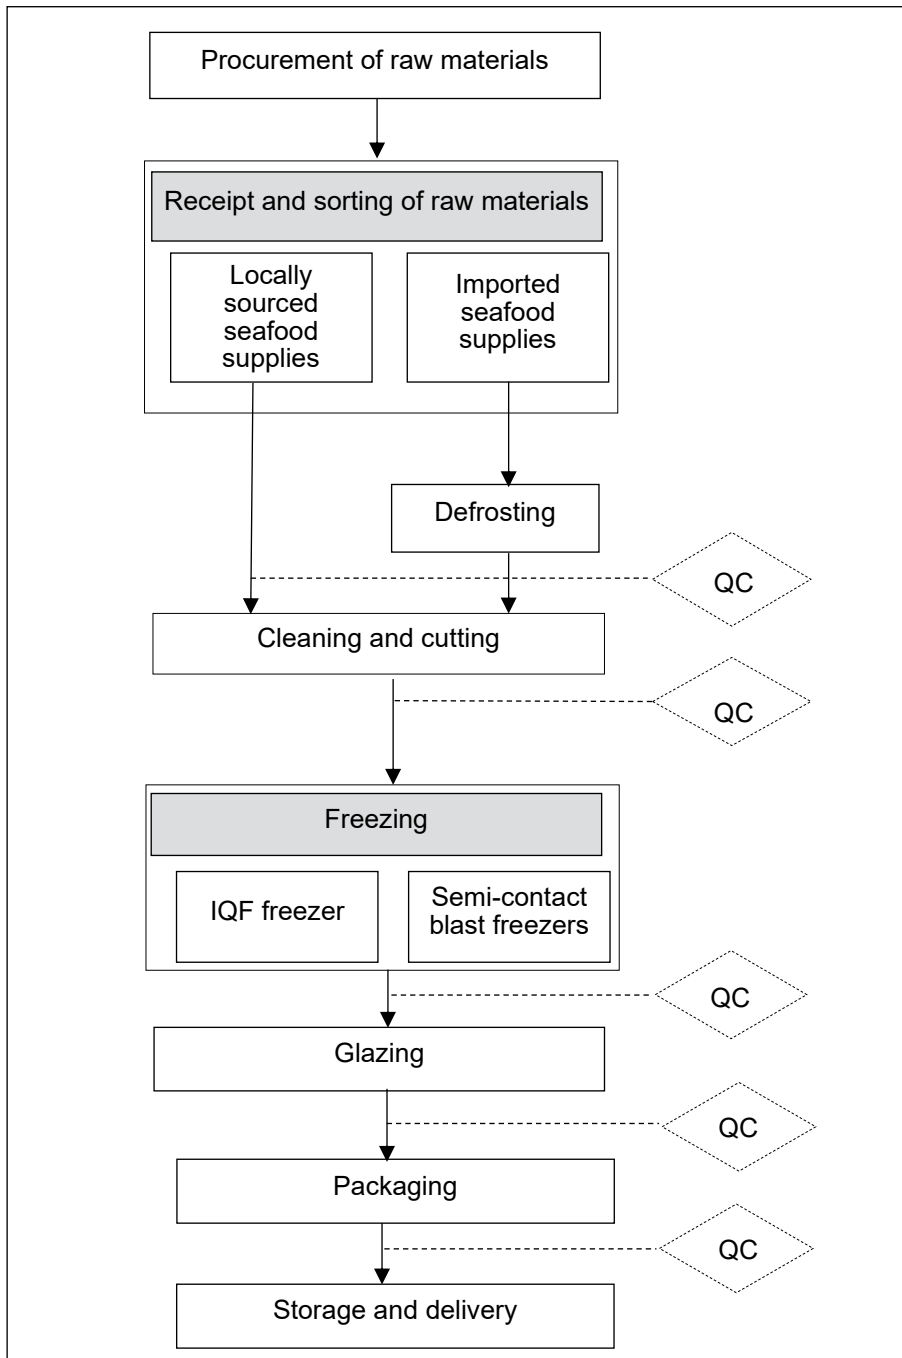 Procurement of raw materials
Receipt and sorting of raw materials
Locally
sourced
seafood
supplies
Imported
seafood
supplies
Defrosting
QC
Cleaning and cutting
QC
Freezing
IQF freezer
Semi-contact
blast freezers
QC
Glazing
QC
Packaging
QC
Storage and delivery